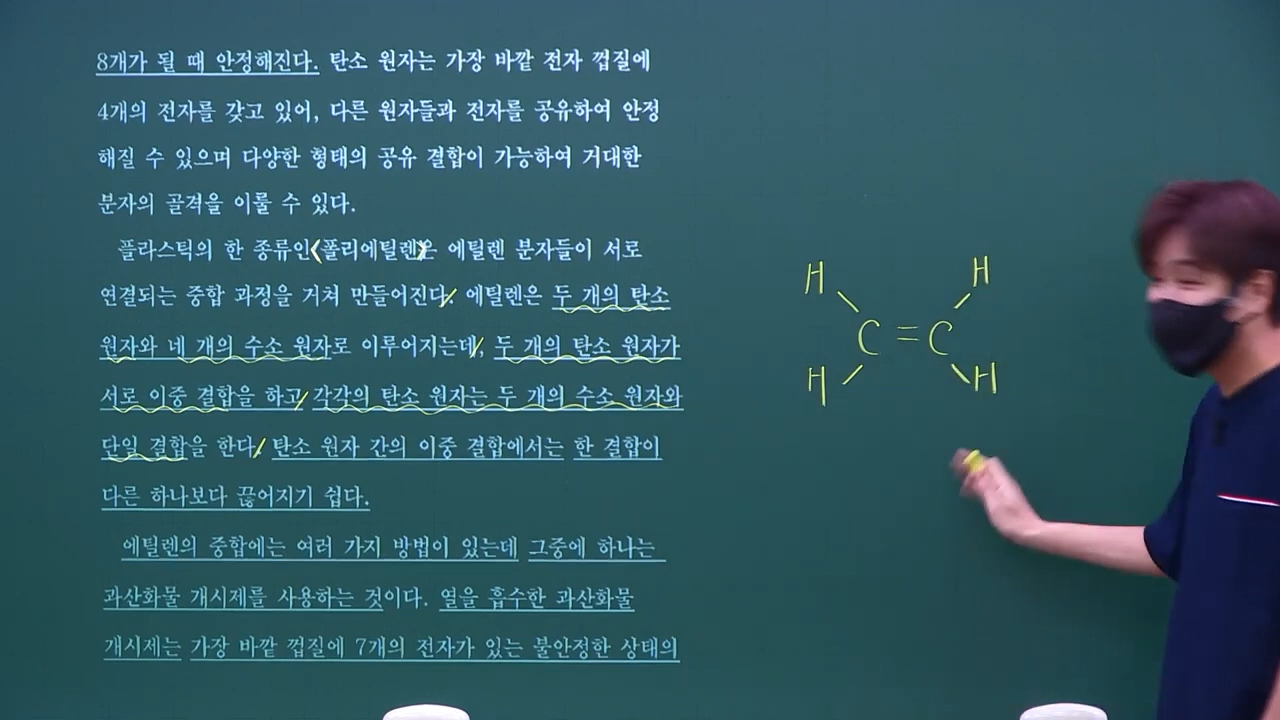 8개가 될 때 안정해진다. 탄소 원자는 가장 바깥 전자 껍질에
4개의 전자를 갖고 있어, 다른 원자들과 전자를 공유하여 안정
해질 수 있으며 다양한 형태의 공유 결합이 가능하여 거대한
분자의 골격을 이룰 수 있다.
플라스틱의 한 종류인 폴리에틸렌은 에틸렌 분자들이 서로
연결되는 중합 과정을 거쳐 만들어진다. 에틸렌은 두 개의 탄소
원자와 네 개의 수소 원자로 이루어지는데, 두 개의 탄소 원자가
서로 이중 결합을 하고 각각의 탄소 원자는 두 개의 수소 원자와
단일 결합을 한다. 탄소 원자 간의 이중 결합에서는 한 결합이
다른 하나보다 끊어지기 쉽다.
에틸렌의 중합에는 여러 가지 방법이 있는데 그중에 하나는
과산화물 개시제를 사용하는 것이다. 열을 흡수한 과산화물
개시제는 가장 바깥 껍질에 7개의 전자가 있는 불안정한 상태의
H H
C = C
H H